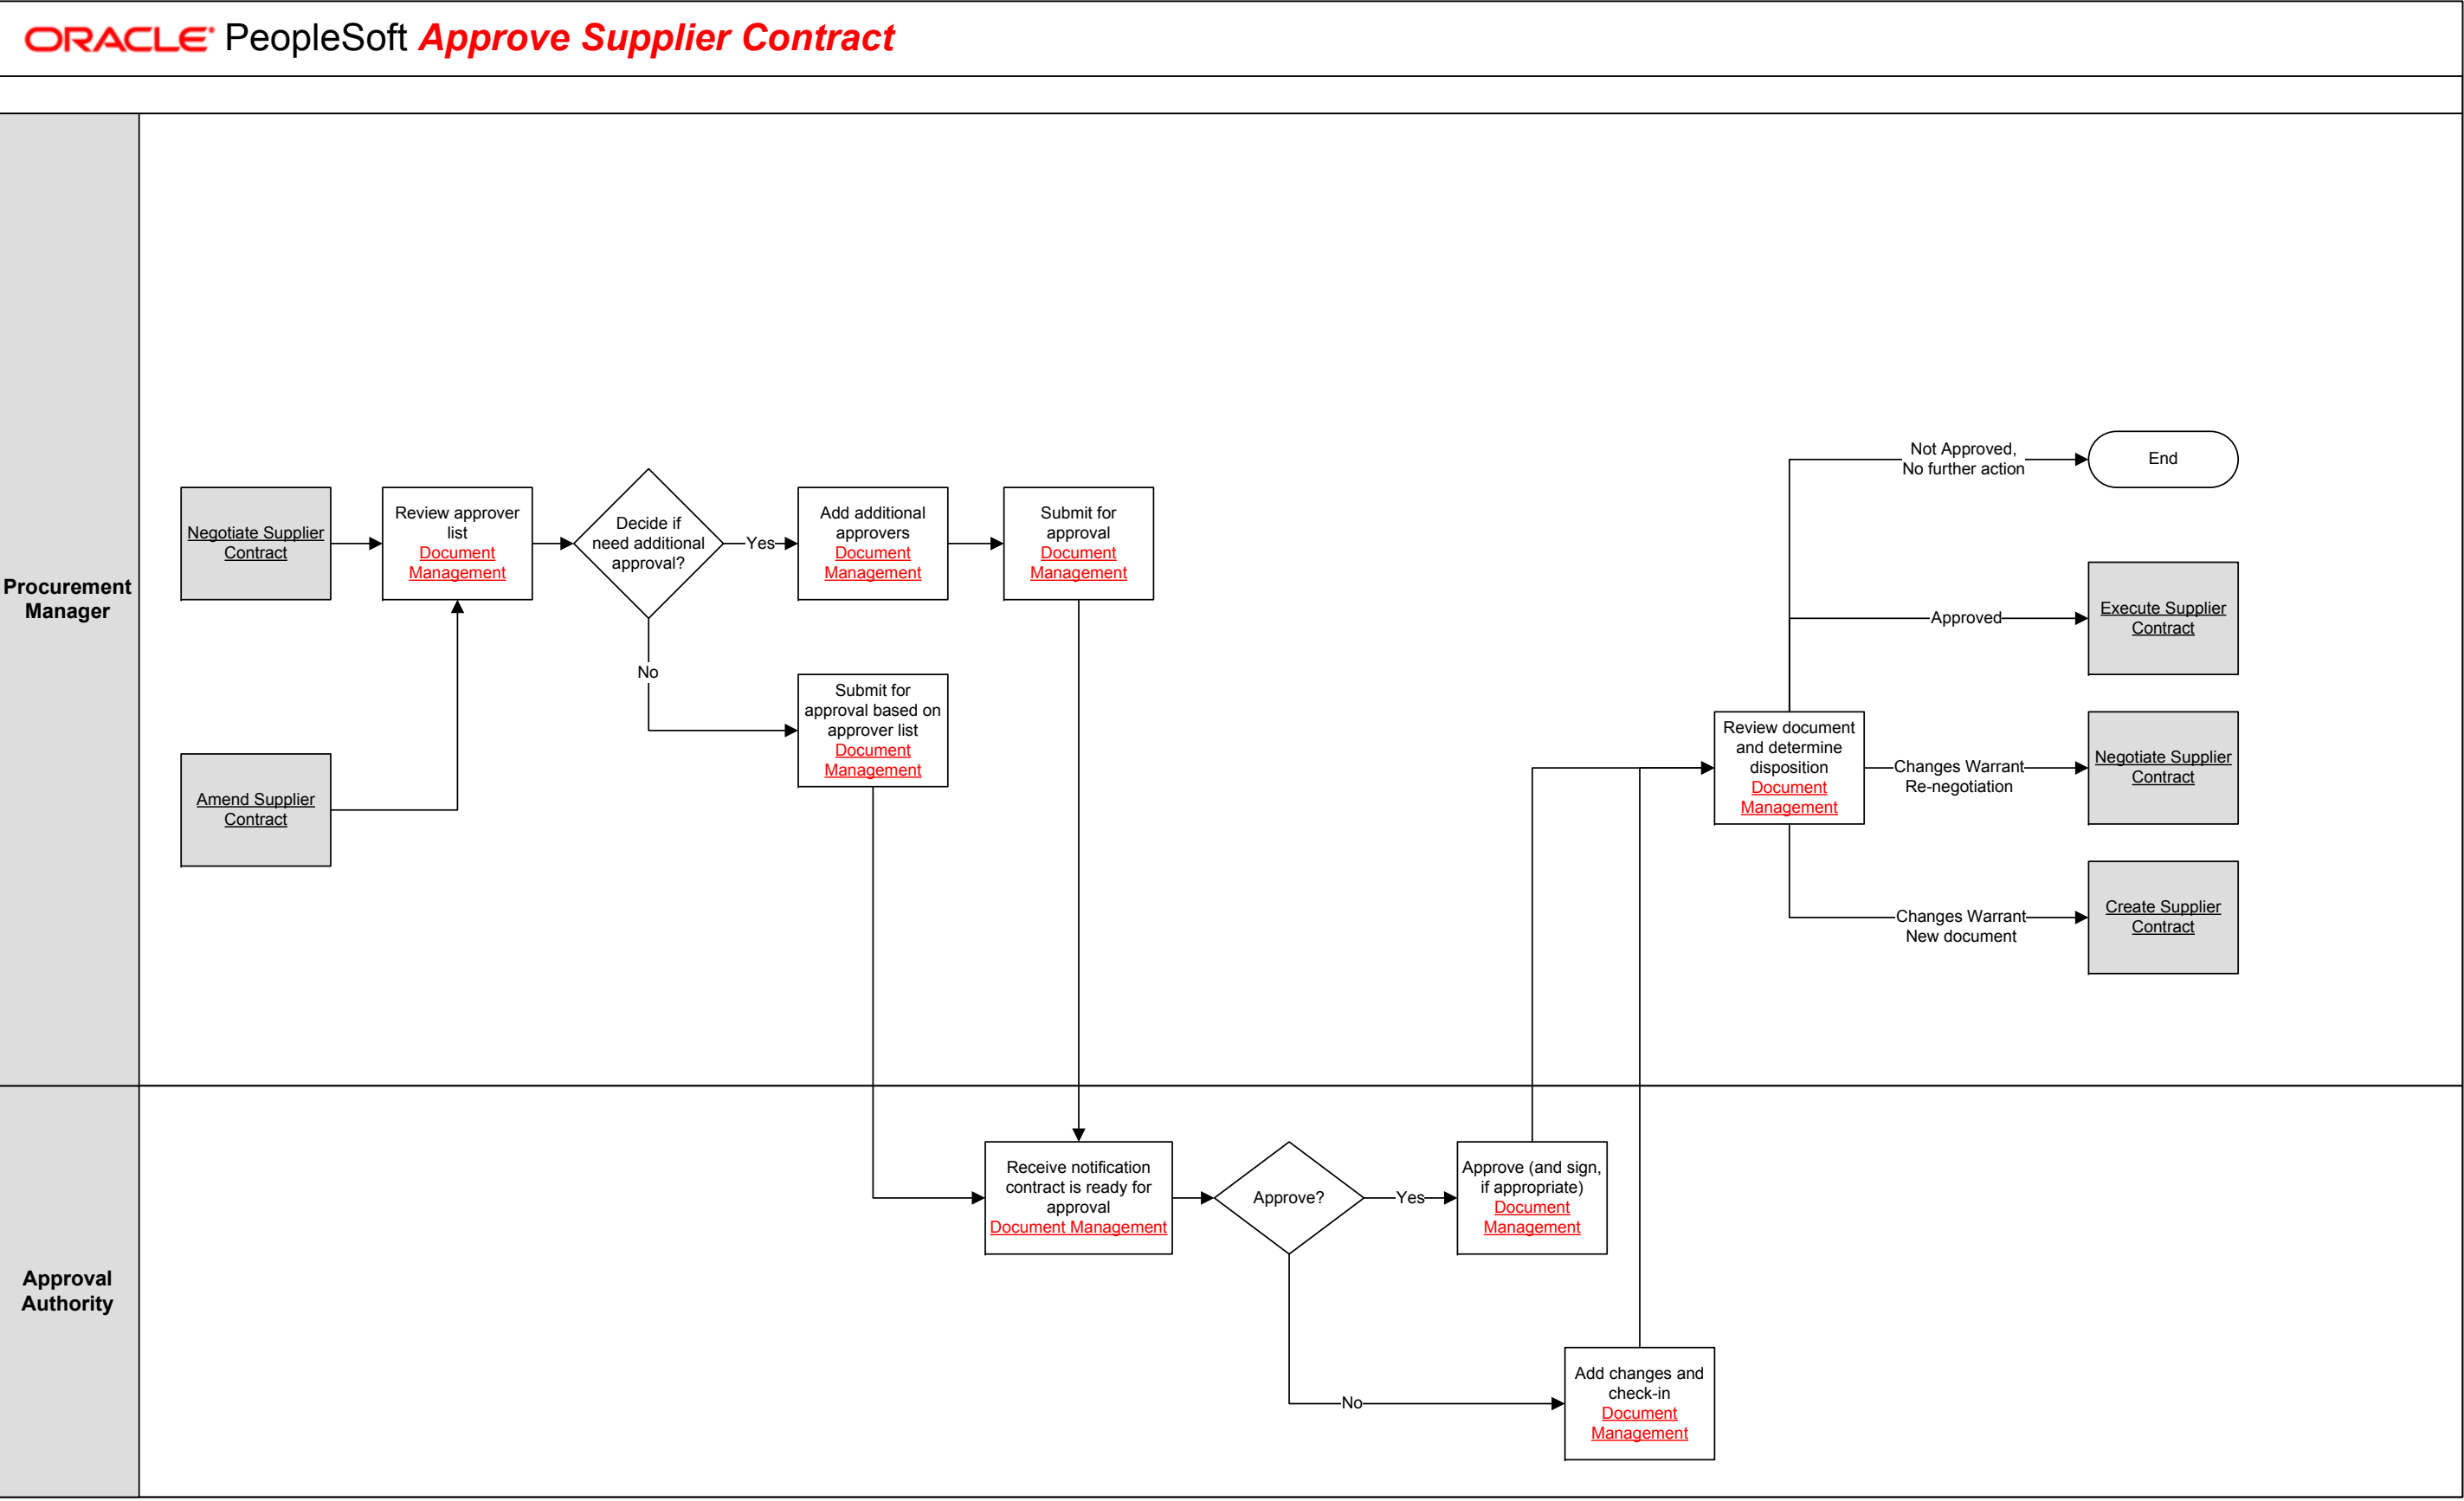 ORACLE PeopleSoft Approve Supplier Contract
Procurement
Manager
Negotiate Supplier
Contract
Review approver
list
Document
Management
Decide if
need additional
approval?
Yes
Add additional
approvers
Document
Management
Submit for
approval
Document
Management
No
Submit for
approval based on
approver list
Document
Management
Amend Supplier
Contract
Not Approved,
No further action
End
Approved
Execute Supplier
Contract
Review document
and determine
disposition
Document
Management
Changes Warrant
Re-negotiation
Negotiate Supplier
Contract
Changes Warrant
New document
Create Supplier
Contract
Approval
Authority
Receive notification
contract is ready for
approval
Document Management
Approve?
Yes
Approve (and sign,
if appropriate)
Document
Management
No
Add changes and
check-in
Document
Management